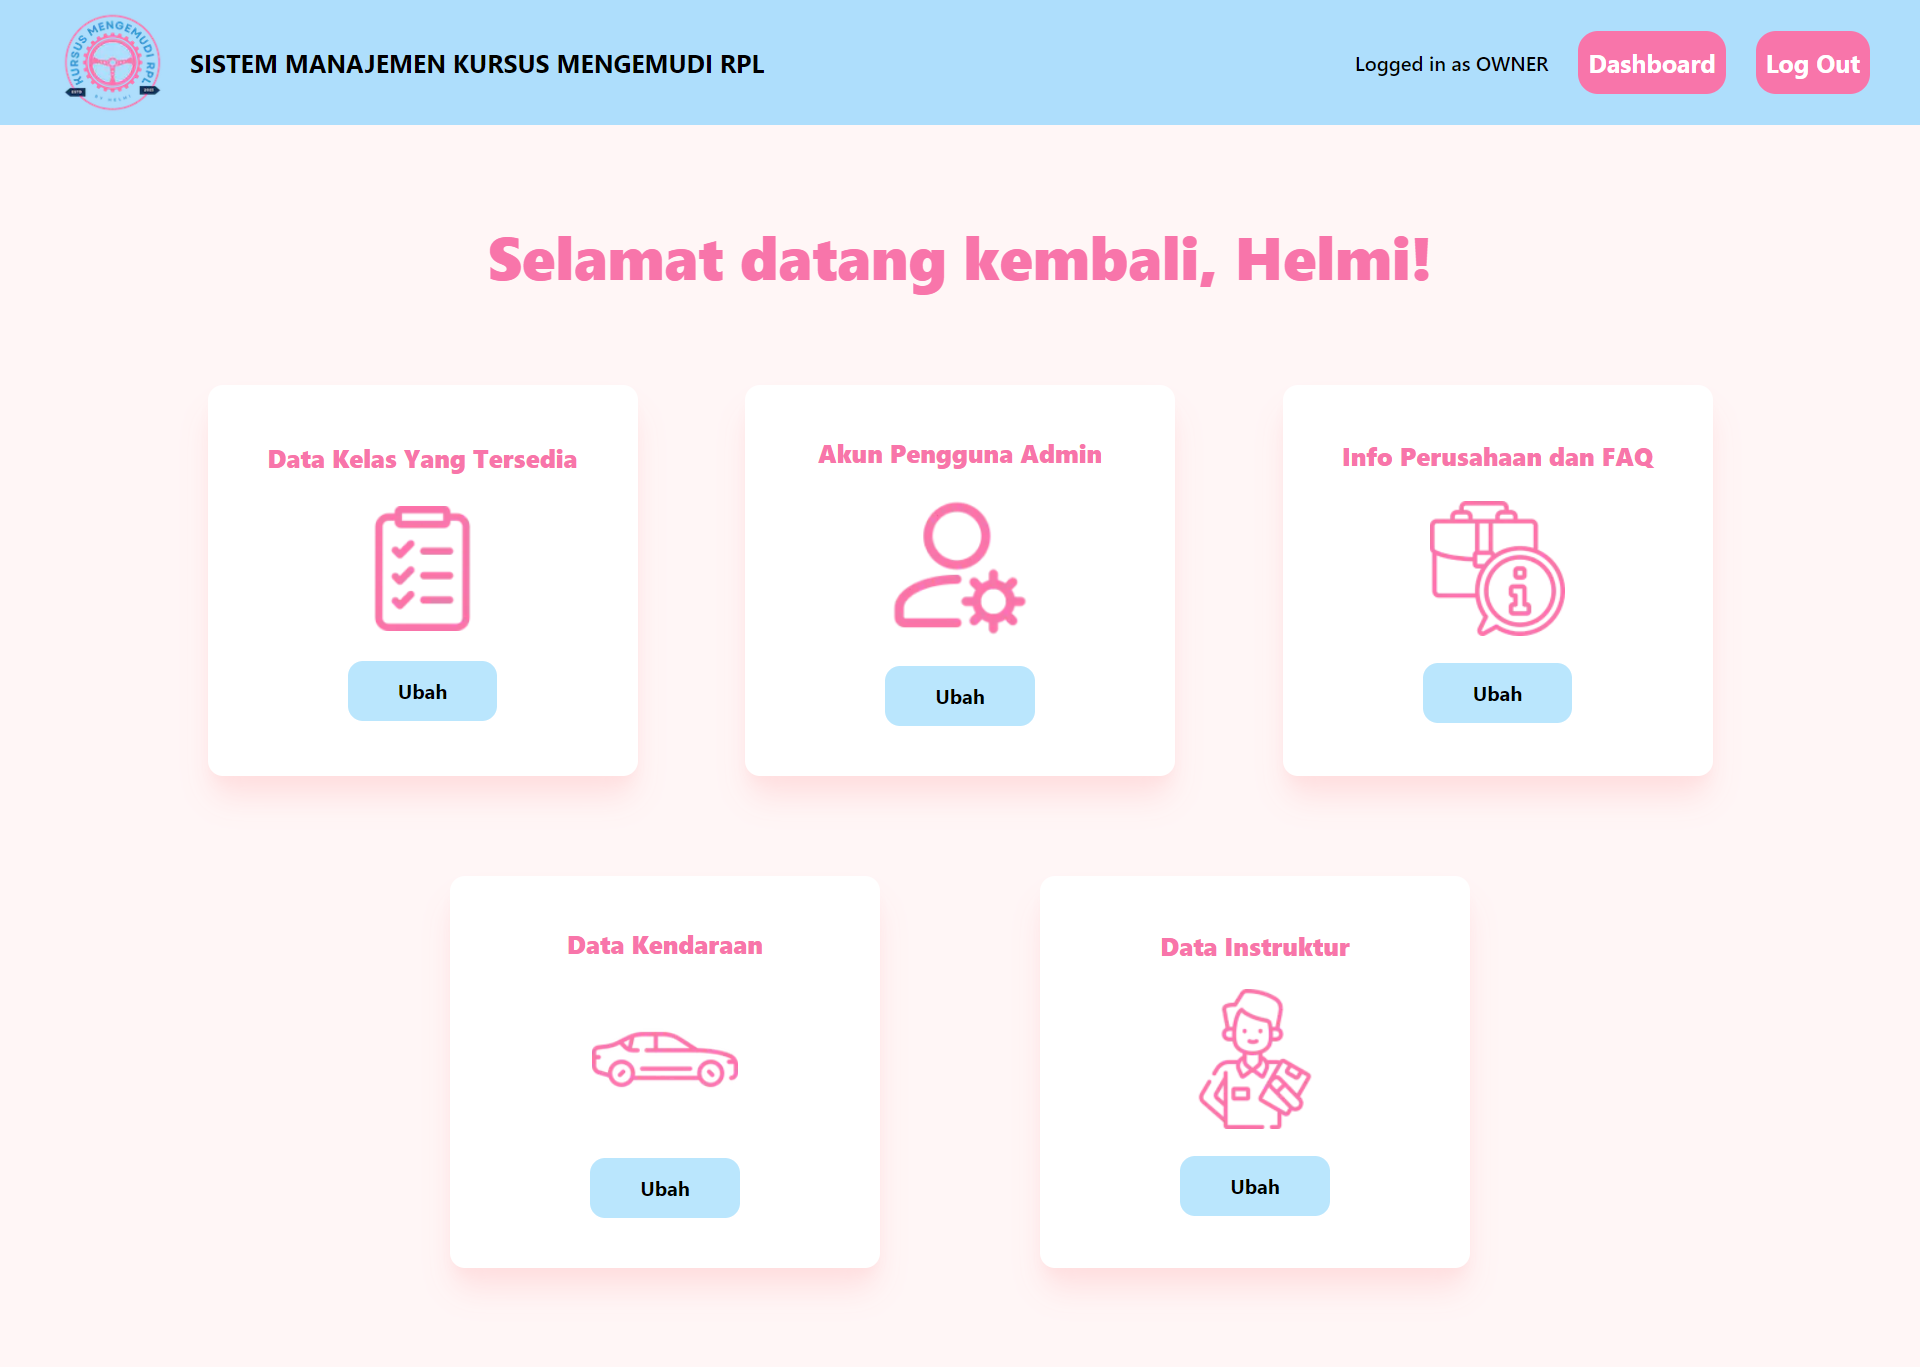 KURSUS MENGEMUDI RPL
BY HELMI
SISTEM MANAJEMEN KURSUS MENGEMUDI RPL
Logged in as OWNER
Dashboard
Log Out
Selamat datang kembali, Helmi!
Data Kelas Yang Tersedia
Akun Pengguna Admin
Info Perusahaan dan FAQ
Ubah
Ubah
Ubah
Data Kendaraan
Data Instruktur
Ubah
Ubah